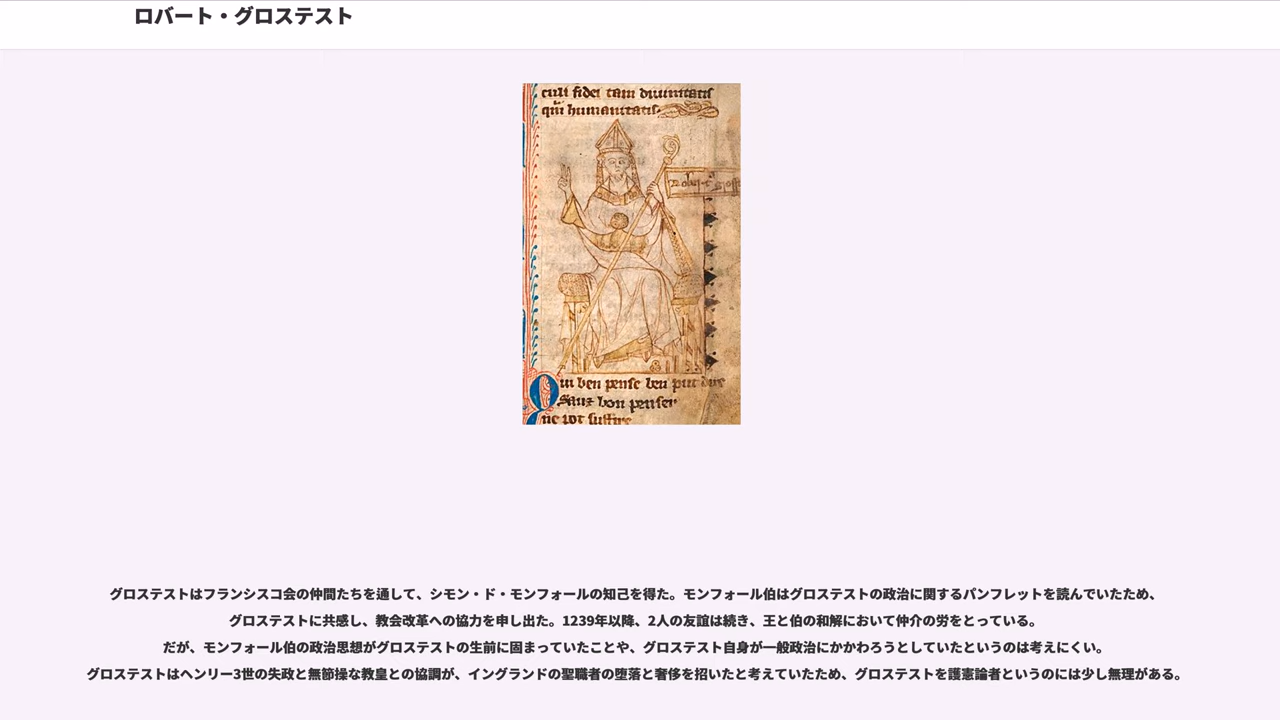 ロバート・グロステスト
culi fidei tam diuinitatis
qui humanitatis
ui ben pense ben put dire
Sanz bon penser
ne pot suffire
グロステストはフランシスコ会の仲間たちを通して、シモン・ド・モンフォールの知己を得た。モンフォール伯はグロステストの政治に関するパンフレットを読んでいたため、
グロステストに共感し、教会改革への協力を申し出た。1239年以降、2人の友誼は続き、王と伯の和解において仲介の労をとっている。
だが、モンフォール伯の政治思想がグロステストの生前に固まっていたことや、グロステスト自身が一般政治にかかわろうとしていたというのは考えにくい。
グロステストはヘンリー3世の失政と無節操な教皇との協調が、イングランドの聖職者の堕落と奢侈を招いたと考えていたため、グロステストを護憲論者というのには少し無理がある。